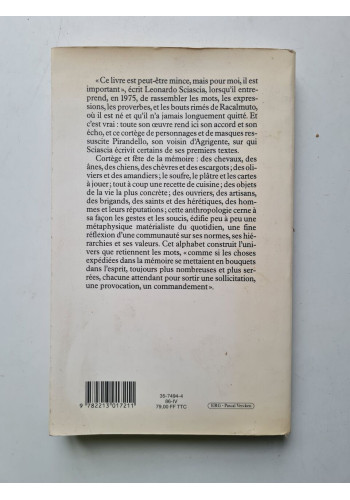 « Ce livre est peut-être mince, mais pour moi, il est
important », écrit Leonardo Sciascia, lorsqu'il entre-
prend, en 1975, de rassembler les mots, les expres-
sions, les proverbes, et les bouts rimés de Racalmuto,
où il est né et qu'il n'a jamais longuement quitté. Et
c'est vrai : toute son œuvre rend ici son accord et son
écho, et ce cortège de personnages et de masques res-
suscite Pirandello, son voisin d'Agrigente, sur qui
Sciascia écrivit certains de ses premiers textes.
Cortège et fête de la mémoire : des chevaux, des
ânes, des chiens, des chèvres et des escargots ; des oli-
viers et des amandiers ; le soufre, le plâtre et les cartes
à jouer ; tout à coup une recette de cuisine ; des objets
de la vie la plus concrète ; des ouvriers, des artisans,
des brigands, des saints et des hérétiques, des hom-
mes et leurs réputations ; cette anthropologie cerne à
sa façon les gestes et les soucis, édifie peu à peu une
métaphysique matérialiste du quotidien, une fine
réflexion d'une communauté sur ses normes, ses hié-
rarchies et ses valeurs. Cet alphabet construit l'uni-
vers que retiennent les mots, « comme si les choses
expédiées dans la mémoire se mettaient en bouquets
dans l'esprit, toujours plus nombreuses et plus ser-
rées, chacune attendant pour sortir une sollicitation,
une provocation, un commandement ».
35-7484-4
86-IV
79,00 FF TTC
9 782213 017211